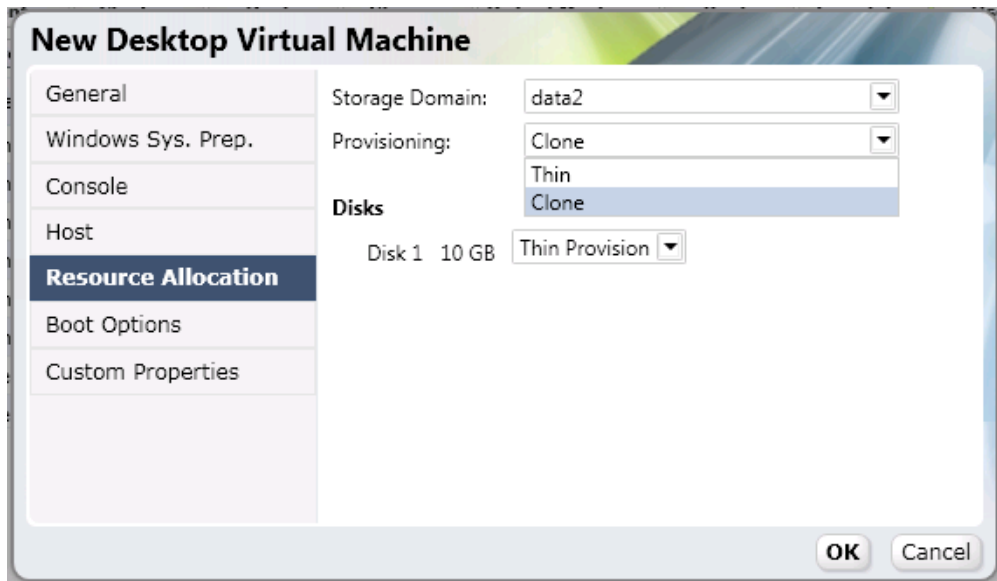 New Desktop Virtual Machine
General
Windows Sys. Prep.
Console
Host
Resource Allocation
Boot Options
Custom Properties
Storage Domain: data2
Provisioning: Clone
Thin
Clone
Disks
Disk 1 10 GB Thin Provision
OK Cancel